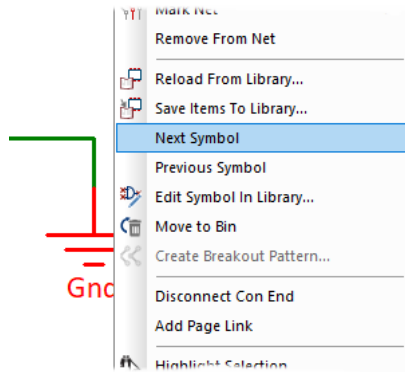 Mark Net
Remove From Net
Reload From Library...
Save Items To Library...
Next Symbol
Previous Symbol
Edit Symbol In Library...
Move to Bin
Create Breakout Pattern...
Gnd
Disconnect Con End
Add Page Link
Highlight Selection